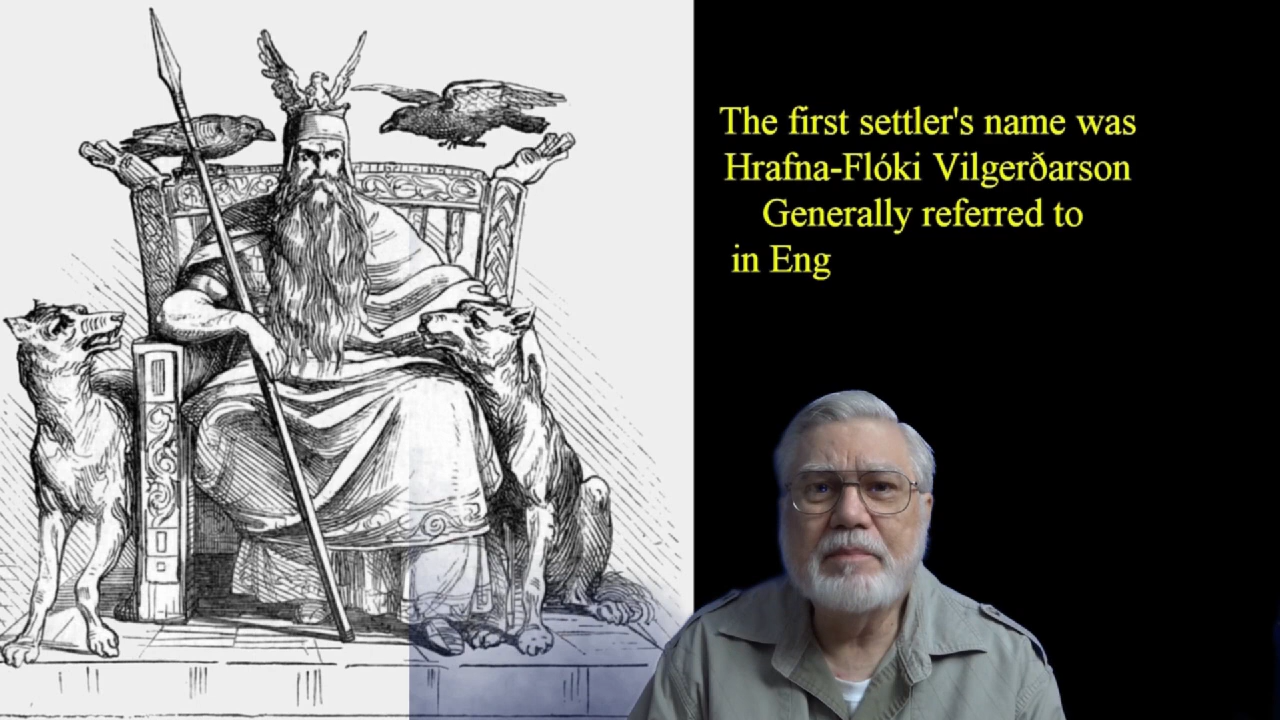 The first settler's name was
Hrafna-Flóki Vilgerðarson
Generally referred to
in Eng